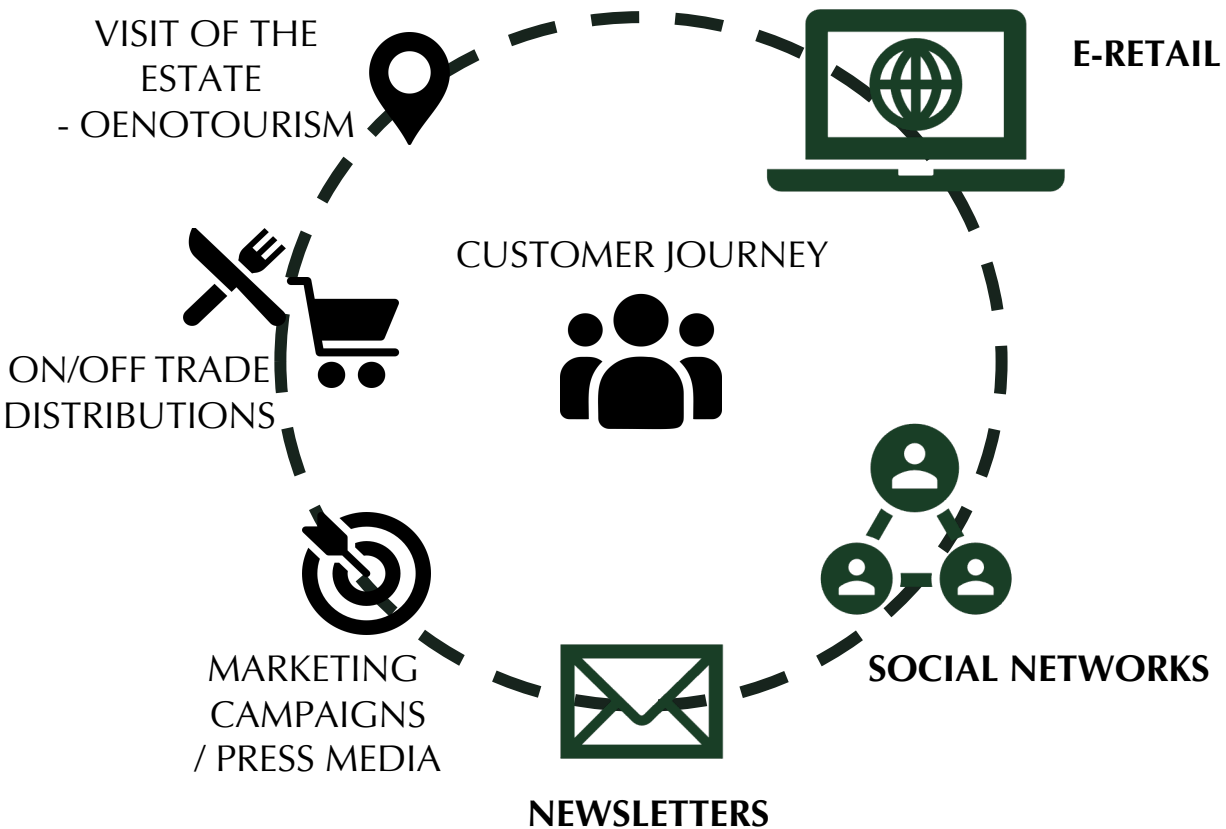 VISIT OF THE
ESTATE
- OENOTOURISM
E-RETAIL
CUSTOMER JOURNEY
ON/OFF TRADE
DISTRIBUTIONS
SOCIAL NETWORKS
MARKETING
CAMPAIGNS
/ PRESS MEDIA
NEWSLETTERS